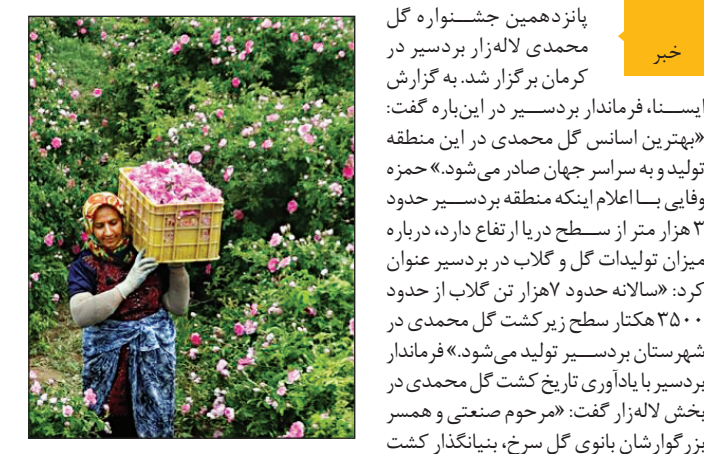 خبر
پانزدهمین جشنواره گل
محمدی لاله‌زار بردسیر در
کرمان برگزار شد. به گزارش
ایسنا، فرماندار بردسیر در این‌باره گفت:
«بهترین اسانس گل محمدی در این منطقه
تولید و به سراسر جهان صادر می‌شود.» حمزه
وفایی با اعلام اینکه منطقه بردسیر حدود
۳ هزار متر از سطح دریا ارتفاع دارد، درباره
میزان تولیدات گل و گلاب در بردسیر عنوان
کرد: «سالانه حدود ۷هزار تن گلاب از حدود
۳۵۰۰ هکتار سطح زیر کشت گل محمدی در
شهرستان بردسیر تولید می‌شود.» فرماندار
بردسیر با یادآوری تاریخ کشت گل محمدی در
بخش لاله‌زار گفت: «مرحوم صنعتی و همسر
بزرگوارشان بانوی گل سرخ، بنیانگذار کشت